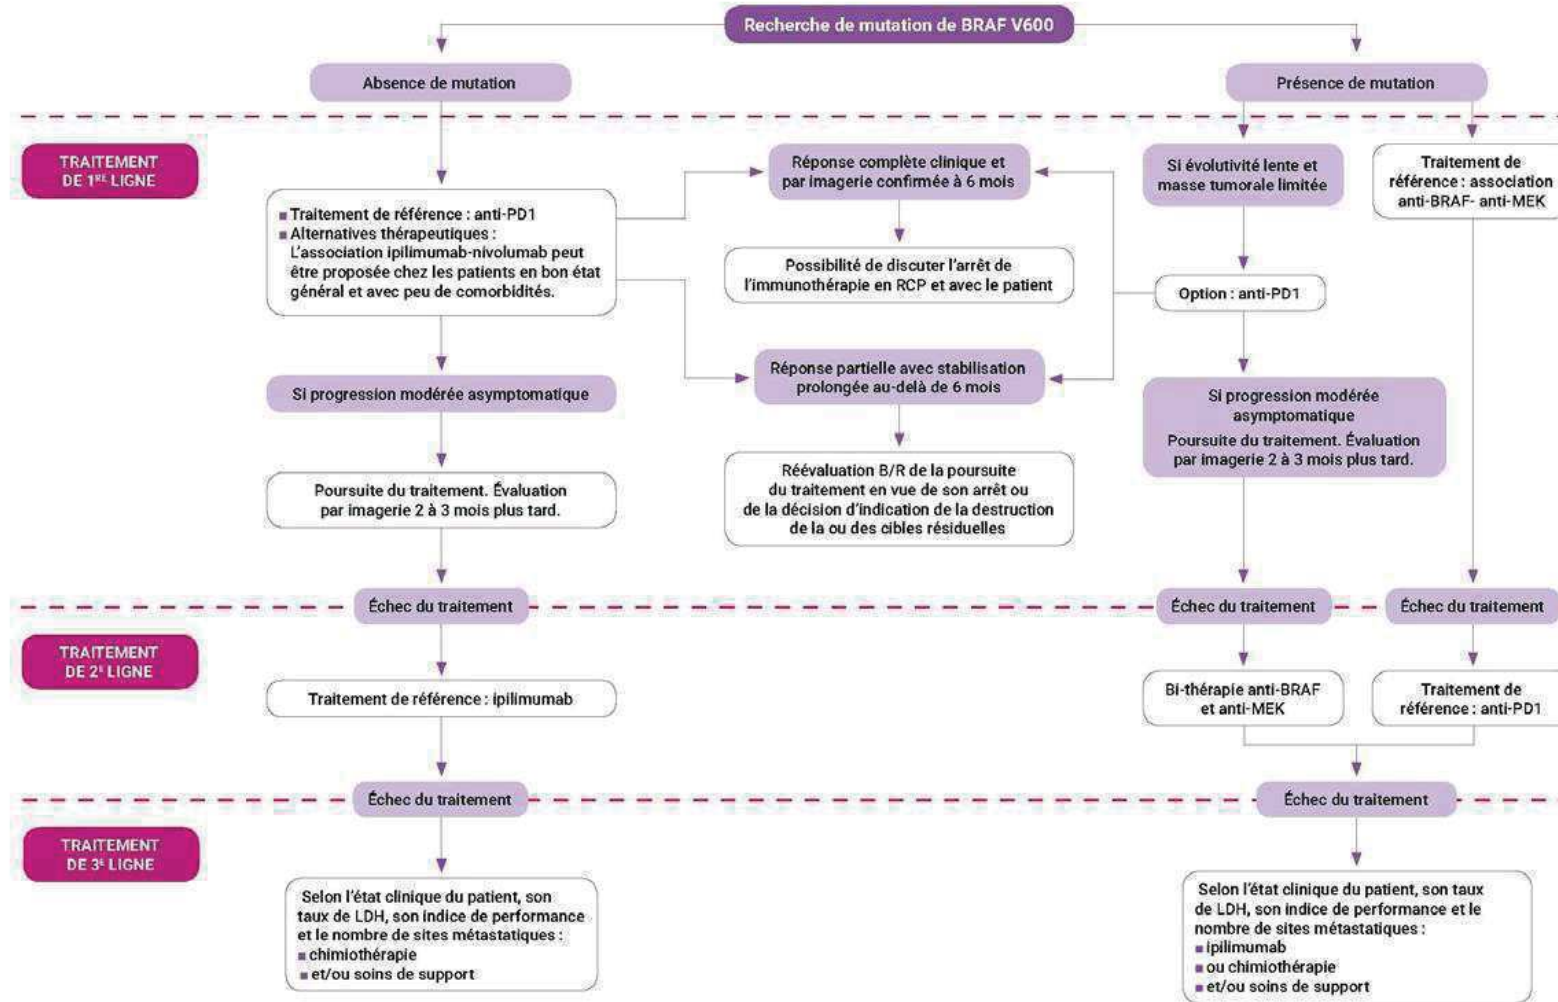 Recherche de mutation de BRAF V600
Absence de mutation
Présence de mutation
TRAITEMENT
DE 1RE LIGNE
Réponse complète clinique et
par imagerie confirmée à 6 mois
Si évolutivité lente et
masse tumorale limitée
Traitement de
référence : association
anti-BRAF- anti-MEK
■ Traitement de référence : anti-PD1
■ Alternatives thérapeutiques :
L'association ipilimumab-nivolumab peut
être proposée chez les patients en bon état
général et avec peu de comorbidités.
Possibilité de discuter l'arrêt de
l'immunothérapie en RCP et avec le patient
Option : anti-PD1
Si progression modérée asymptomatique
Réponse partielle avec stabilisation
prolongée au-delà de 6 mois
Si progression modérée
asymptomatique
Poursuite du traitement. Évaluation
par imagerie 2 à 3 mois plus tard.
Poursuite du traitement. Évaluation
par imagerie 2 à 3 mois plus tard.
Réévaluation B/R de la poursuite
du traitement en vue de son arrêt ou
de la décision d'indication de la destruction
de la ou des cibles résiduelles
Échec du traitement
Échec du traitement
Échec du traitement
TRAITEMENT
DE 2E LIGNE
Traitement de référence : ipilimumab
Bi-thérapie anti-BRAF
et anti-MEK
Traitement de
référence : anti-PD1
Échec du traitement
Échec du traitement
TRAITEMENT
DE 3E LIGNE
Selon l'état clinique du patient, son
taux de LDH, son indice de performance
et le nombre de sites métastatiques :
■ chimiothérapie
■ et/ou soins de support
Selon l'état clinique du patient, son taux
de LDH, son indice de performance et le
nombre de sites métastatiques :
■ ipilimumab
■ ou chimiothérapie
■ et/ou soins de support